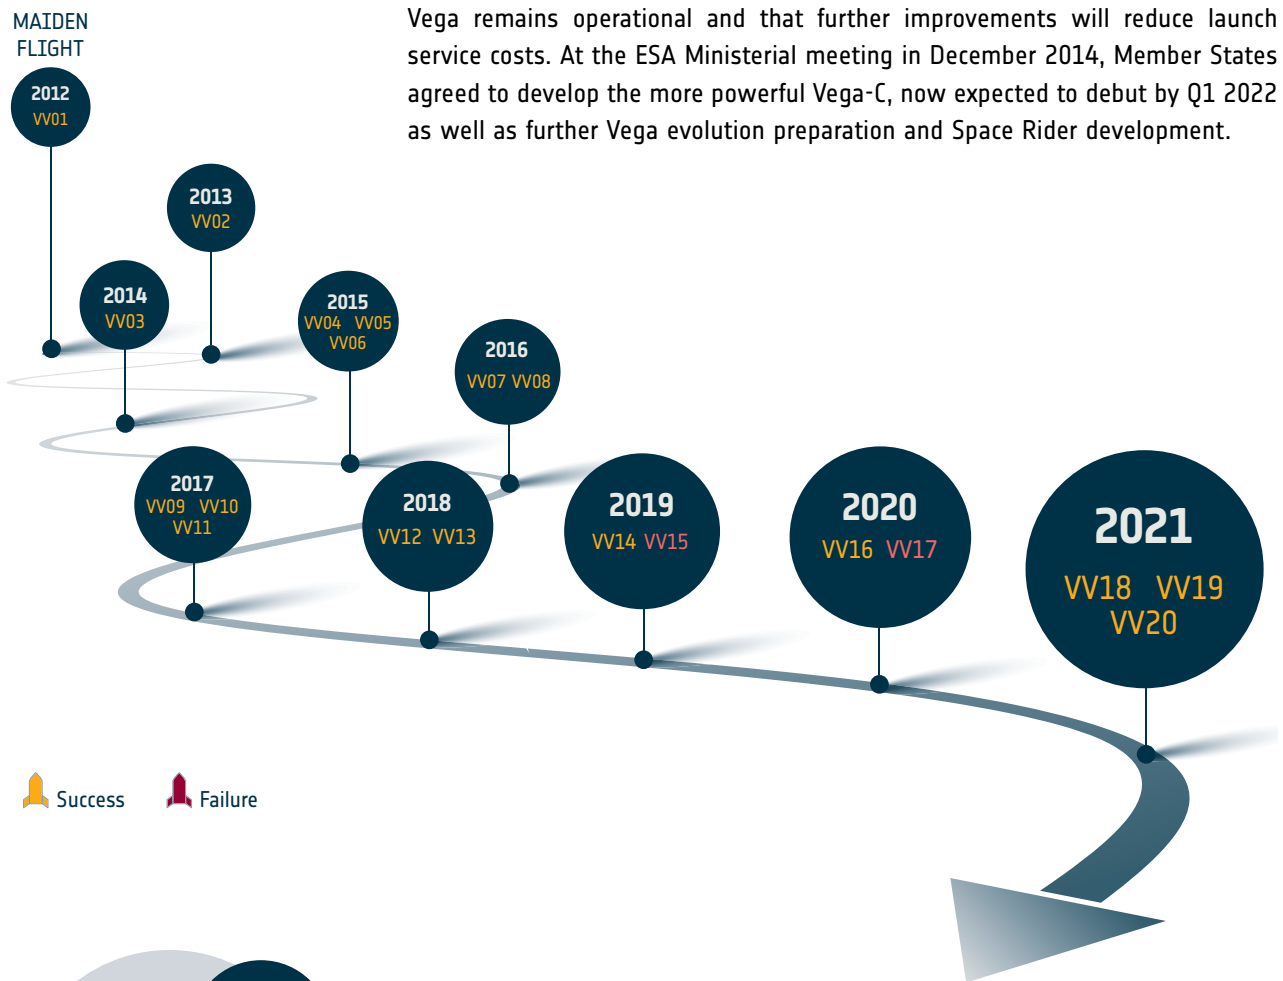 MAIDEN
FLIGHT
Vega remains operational and that further improvements will reduce launch
service costs. At the ESA Ministerial meeting in December 2014, Member States
agreed to develop the more powerful Vega-C, now expected to debut by Q1 2022
as well as further Vega evolution preparation and Space Rider development.
2012
VV01
2013
VV02
2014
VV03
2015
VV04 VV05
VV06
2016
VV07 VV08
2017
VV09 VV10
VV11
2018
VV12 VV13
2019
VV14 VV15
2020
VV16 VV17
2021
VV18 VV19
VV20
Success
Failure